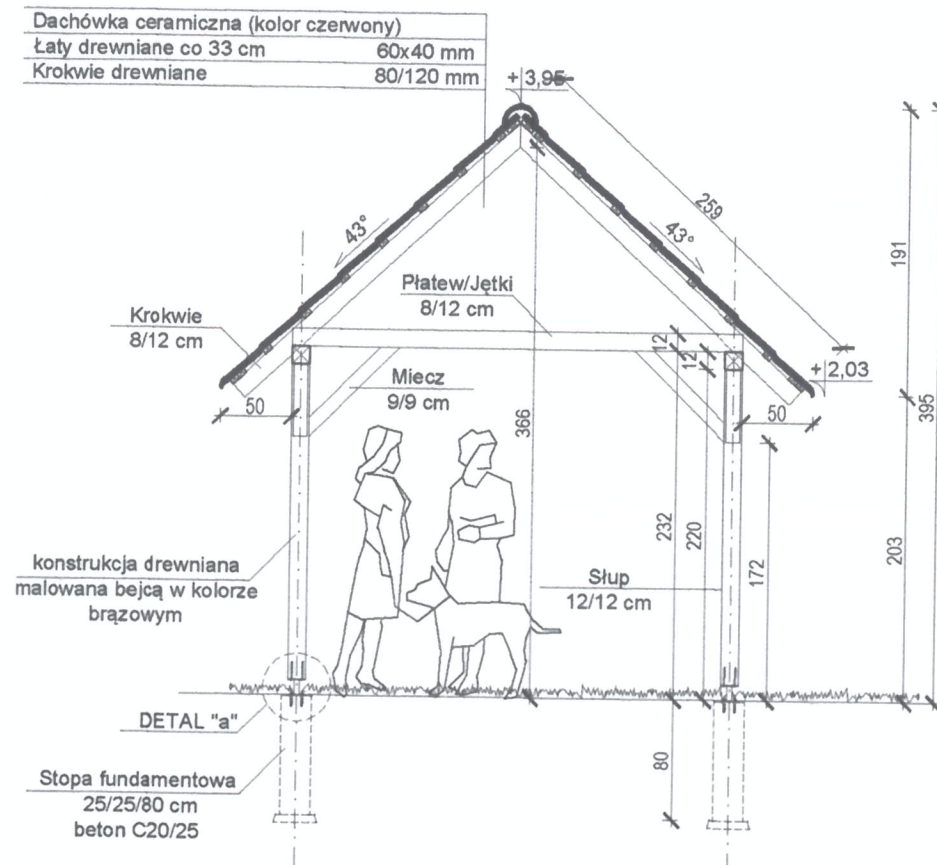 Dachówka ceramiczna (kolor czerwony)
Łaty drewniane co 33 cm 60x40 mm
Krokwie drewniane 80/120 mm
+3,95
259
43°
43°
191
Płatew/Jętki
8/12 cm
Krokwie
8/12 cm
12
12
+2,03
Miecz
9/9 cm
50
50
366
395
232
220
172
203
konstrukcja drewniana
malowana bejcą w kolorze
brązowym
Słup
12/12 cm
DETAL "a"
80
Stopa fundamentowa
25/25/80 cm
beton C20/25